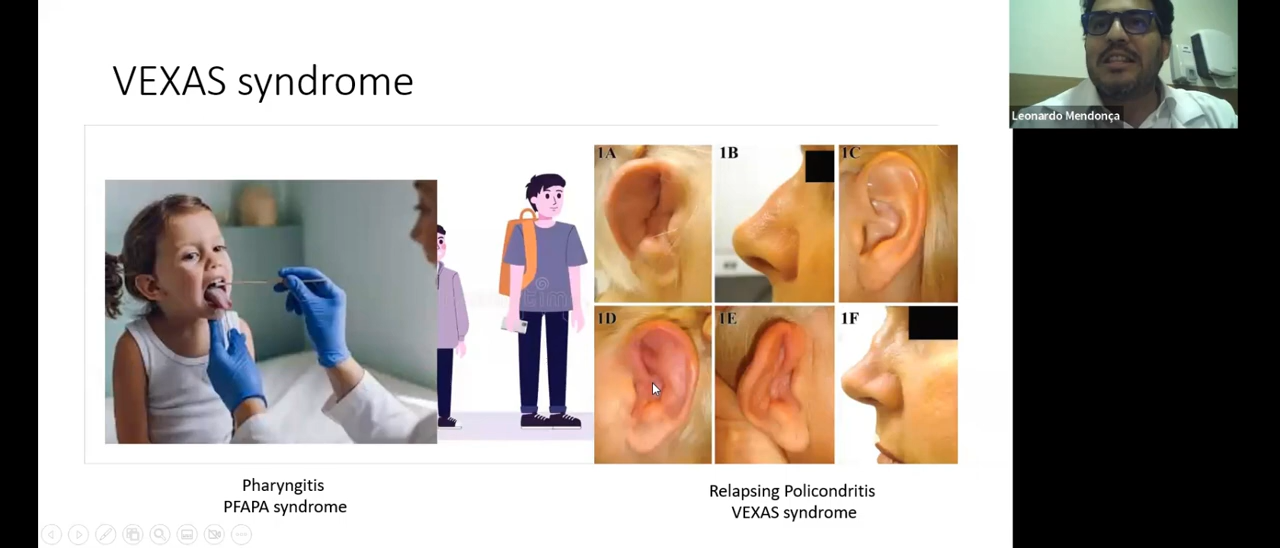 VEXAS syndrome
Leonardo Mendonça
1A
1B
1C
1D
1E
1F
Pharyngitis
PFAPA syndrome
Relapsing Policondritis
VEXAS syndrome